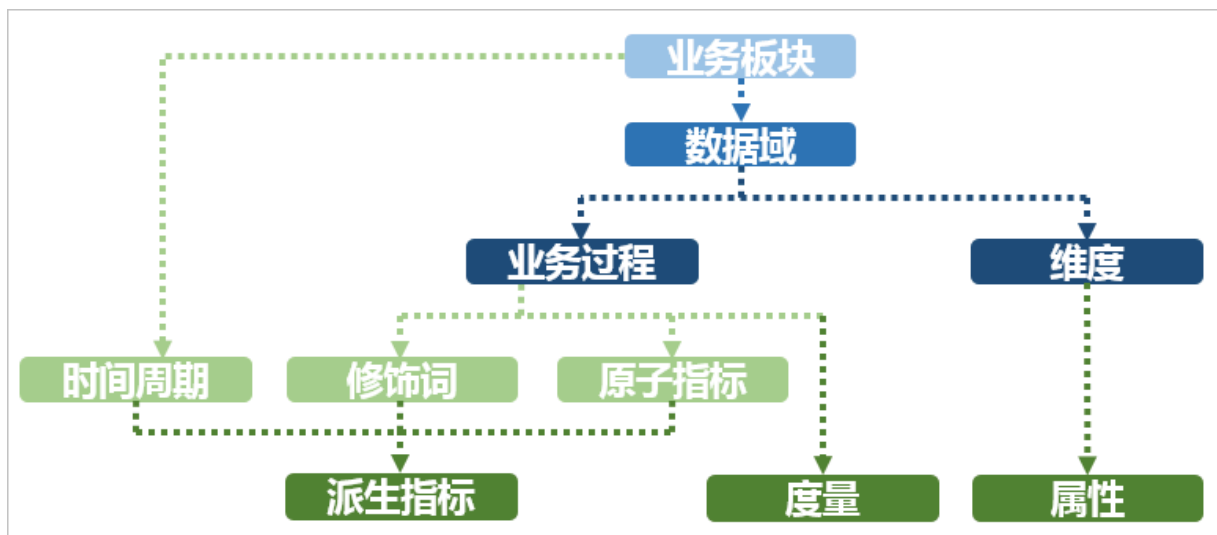 业务板块
数据域
业务过程
维度
时间周期
修饰词
原子指标
派生指标
度量
属性